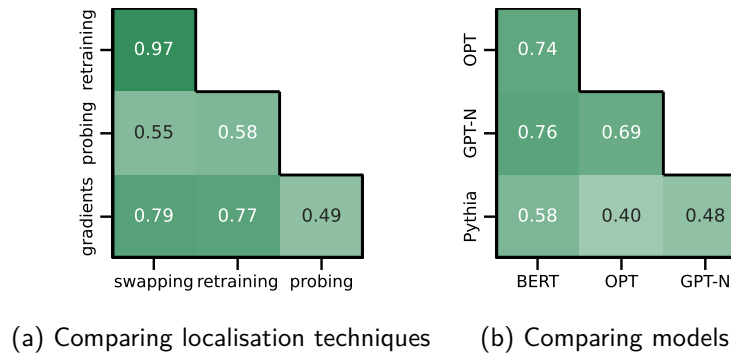 retraining
0.97
probing
0.55 0.58
gradients
0.79 0.77 0.49
swapping retraining probing
(a) Comparing localisation techniques
OPT
0.74
GPT-N
0.76 0.69
Pythia
0.58 0.40 0.48
BERT OPT GPT-N
(b) Comparing models